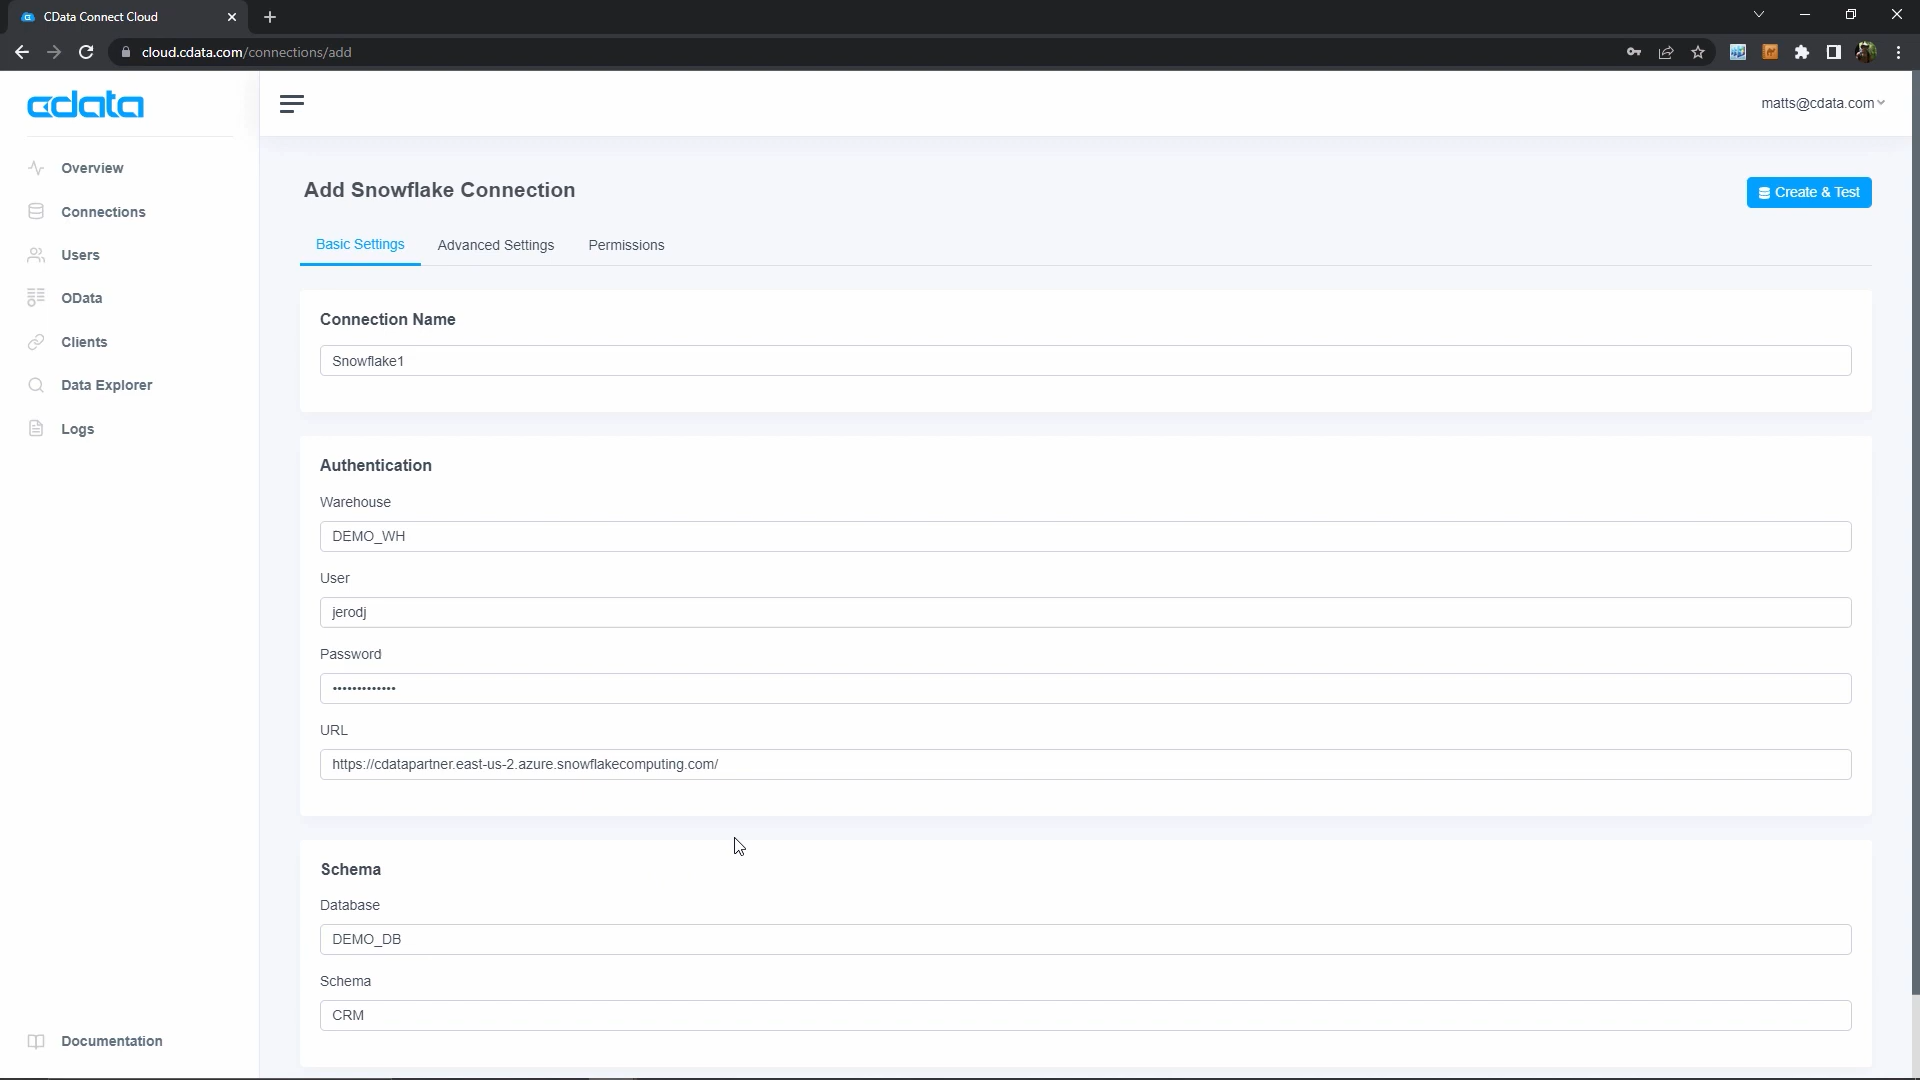 CData Connect Cloud
cloud.cdata.com/connections/add
cdata
matts@cdata.com
Overview
Connections
Users
OData
Clients
Data Explorer
Logs
Documentation
Add Snowflake Connection
Create & Test
Basic Settings
Advanced Settings
Permissions
Connection Name
Snowflake1
Authentication
Warehouse
DEMO_WH
User
jerodj
Password
•••••••••••••
URL
https://cdatapartner.east-us-2.azure.snowflakecomputing.com/
Schema
Database
DEMO_DB
Schema
CRM